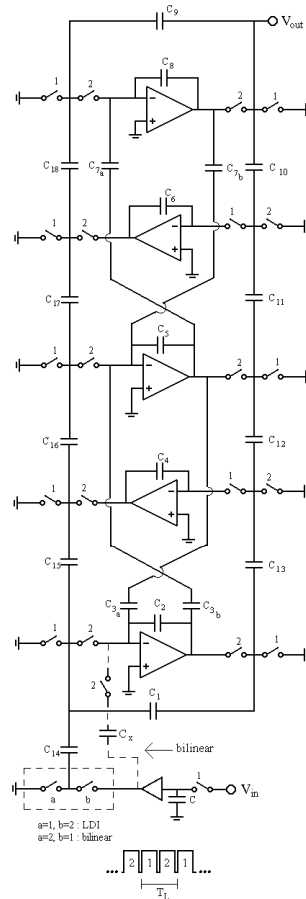 C9
Vout
1 2
C8
2 1
C18
C7a
C7b
C10
C6
1 2
1 2
C17
C11
C5
1 2
2 1
C16
C12
C4
1 2
1 2
C15
C13
C3a
C2
C3b
1 2
2 1
2
C1
Cx
C14
bilinear
a b
C
1
Vin
a=1, b=2 : LDI
a=2, b=1 : bilinear
... 2 1 2 1 ...
TL